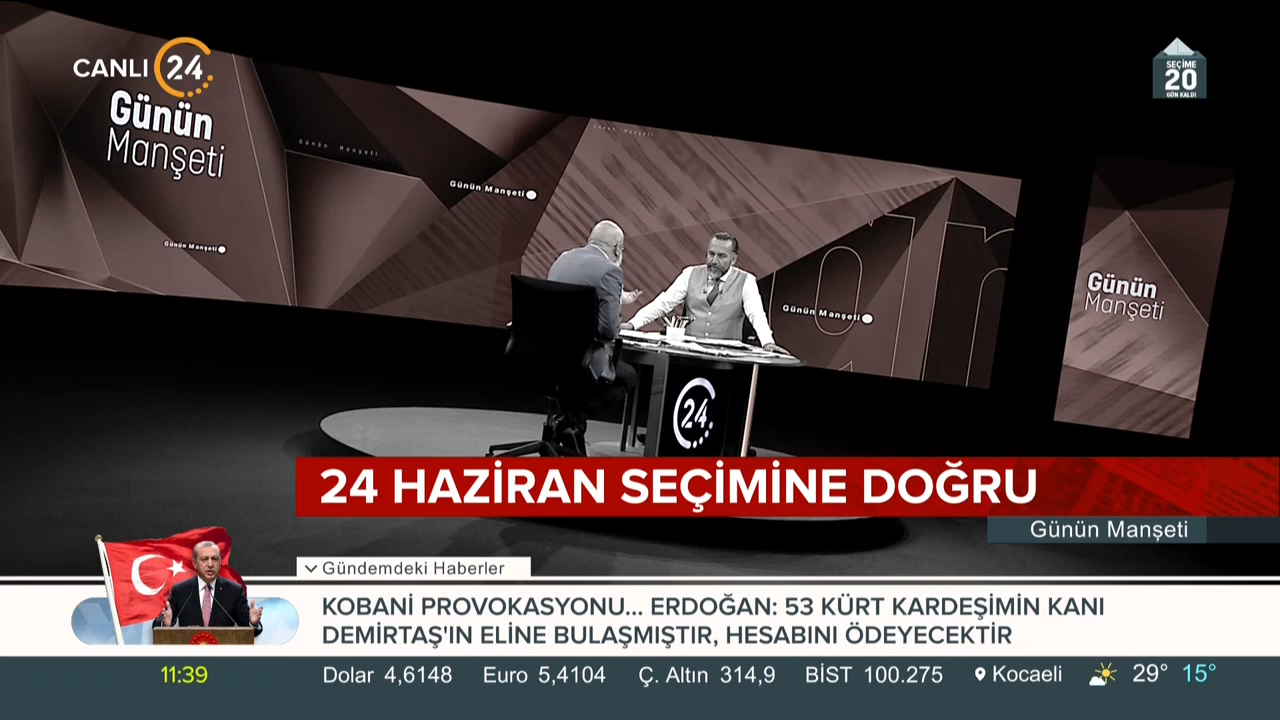 CANLI 24
SEÇİME
20
GÜN KALDI
Günün
Manşeti
Günün Manşeti
Günün Manşeti
Günün Manşeti
Günün Manşeti
Günün
Manşeti
24
24 HAZİRAN SEÇİMİNE DOĞRU
Günün Manşeti
Gündemdeki Haberler
KOBANİ PROVOKASYONU... ERDOĞAN: 53 KÜRT KARDEŞİMİN KANI
DEMİRTAŞ'IN ELİNE BULAŞMIŞTIR, HESABINI ÖDEYECEKTİR
11:39 Dolar 4,6148 Euro 5,4104 Ç. Altın 314,9 BİST 100.275 Kocaeli 29° 15°